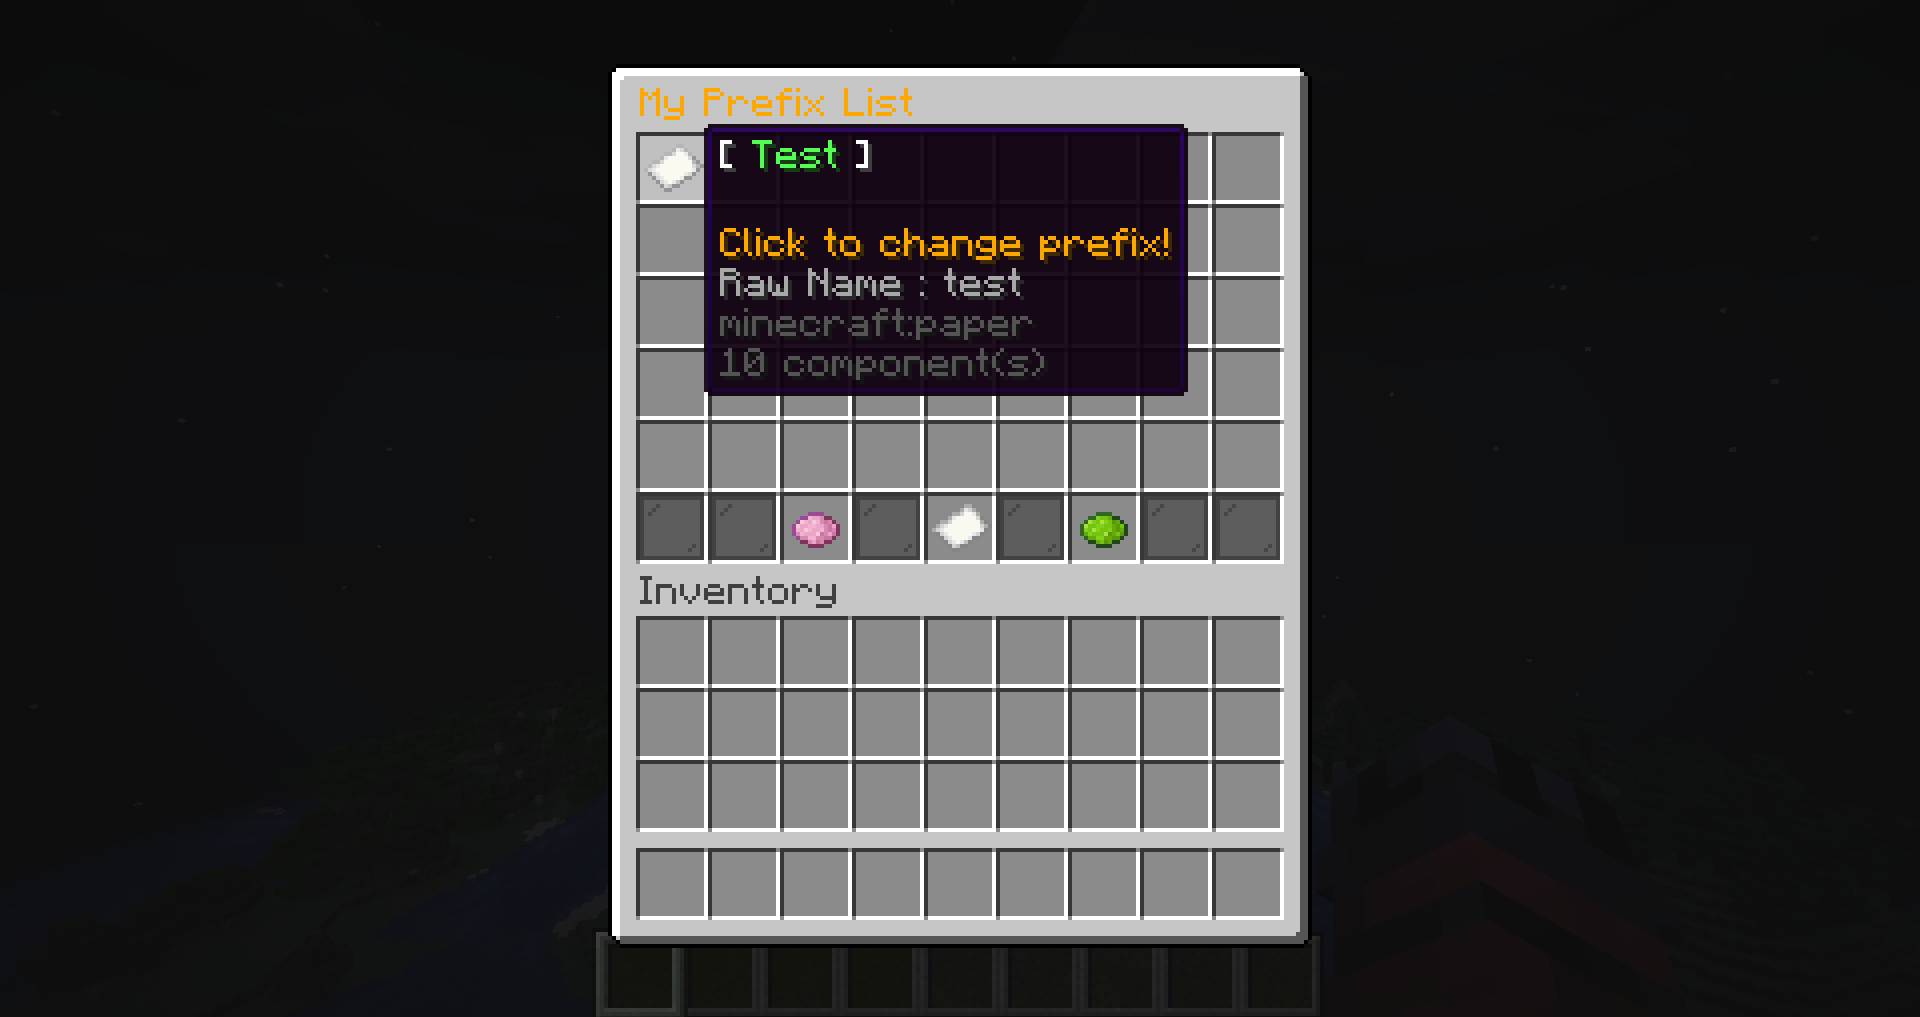 My Prefix List
[ Test ]
Click to change prefix!
Raw Name : test
minecraft:paper
10 component(s)
Inventory